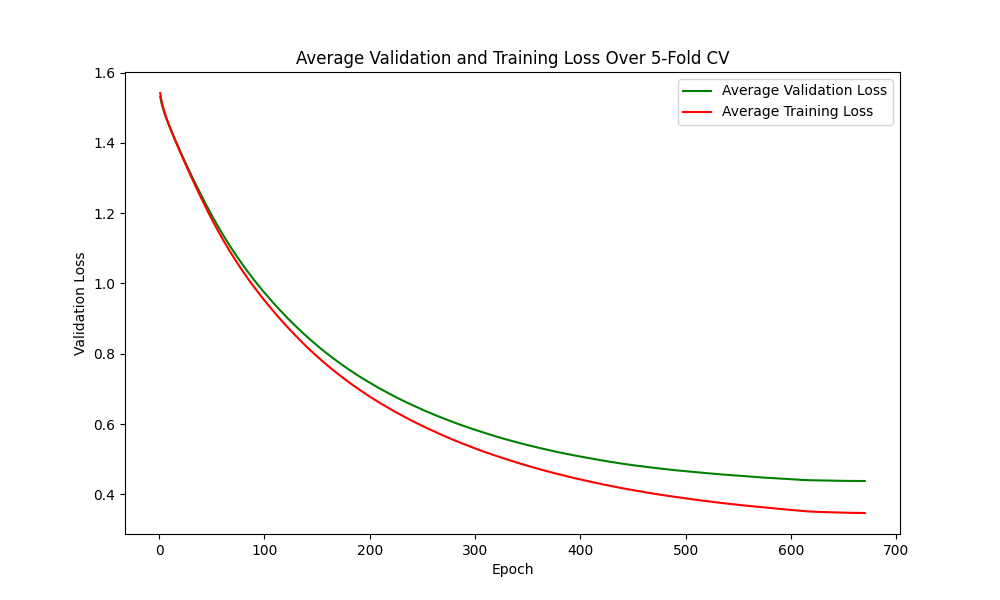 Average Validation and Training Loss Over 5-Fold CV
Average Validation Loss
Average Training Loss
Validation Loss
1.6
1.4
1.2
1.0
0.8
0.6
0.4
0 100 200 300 400 500 600 700
Epoch